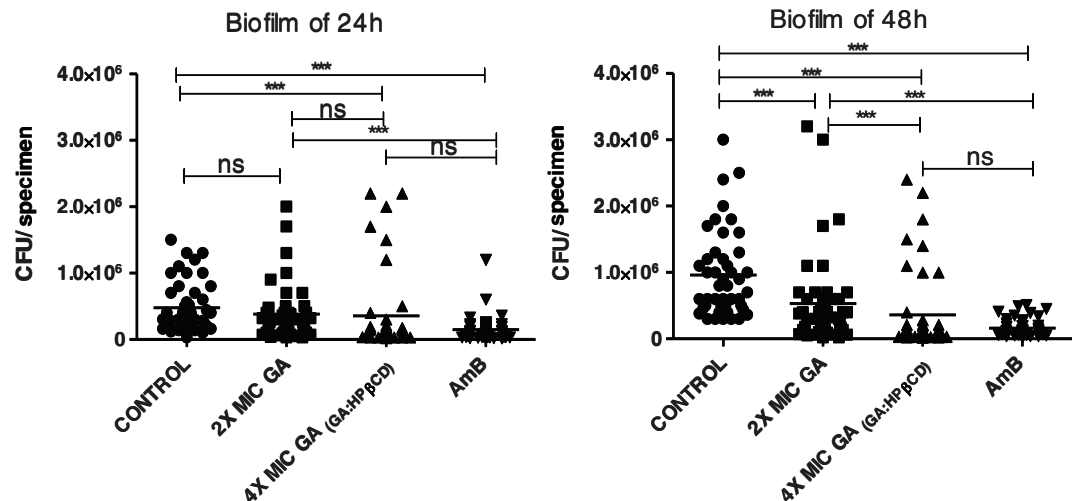 Biofilm of 24h
***
***
ns
***
ns
ns
CFU/specimen
4.0×10⁶
3.0×10⁶
2.0×10⁶
1.0×10⁶
0
CONTROL
2X MIC GA
4X MIC GA (GA:HPβCD)
AmB
Biofilm of 48h
***
***
***
***
***
ns
CFU/specimen
4.0×10⁶
3.0×10⁶
2.0×10⁶
1.0×10⁶
0
CONTROL
2X MIC GA
4X MIC GA (GA:HPβCD)
AmB